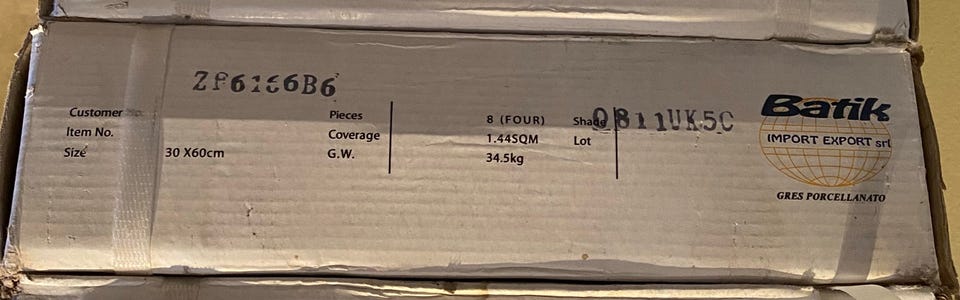 ZP6166B6
Customer No.
Item No.
Size 30 X60cm
Pieces 8 (FOUR)
Coverage 1.44SQM
G.W. 34.5kg
Shade 0811UK5C
Lot
Batik
IMPORT EXPORT srl
GRES PORCELLANATO